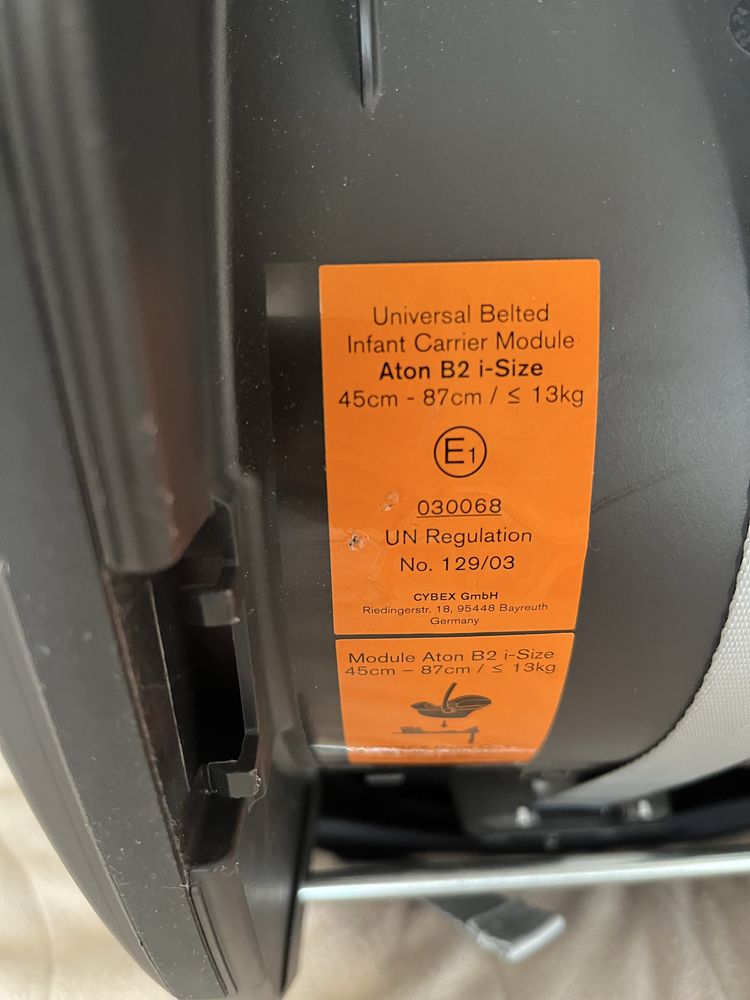 Universal Belted
Infant Carrier Module
Aton B2 i-Size
45cm - 87cm / ≤ 13kg
E1
030068
UN Regulation
No. 129/03
CYBEX GmbH
Riedingerstr. 18, 95448 Bayreuth
Germany
Module Aton B2 i-Size
45cm – 87cm / ≤ 13kg